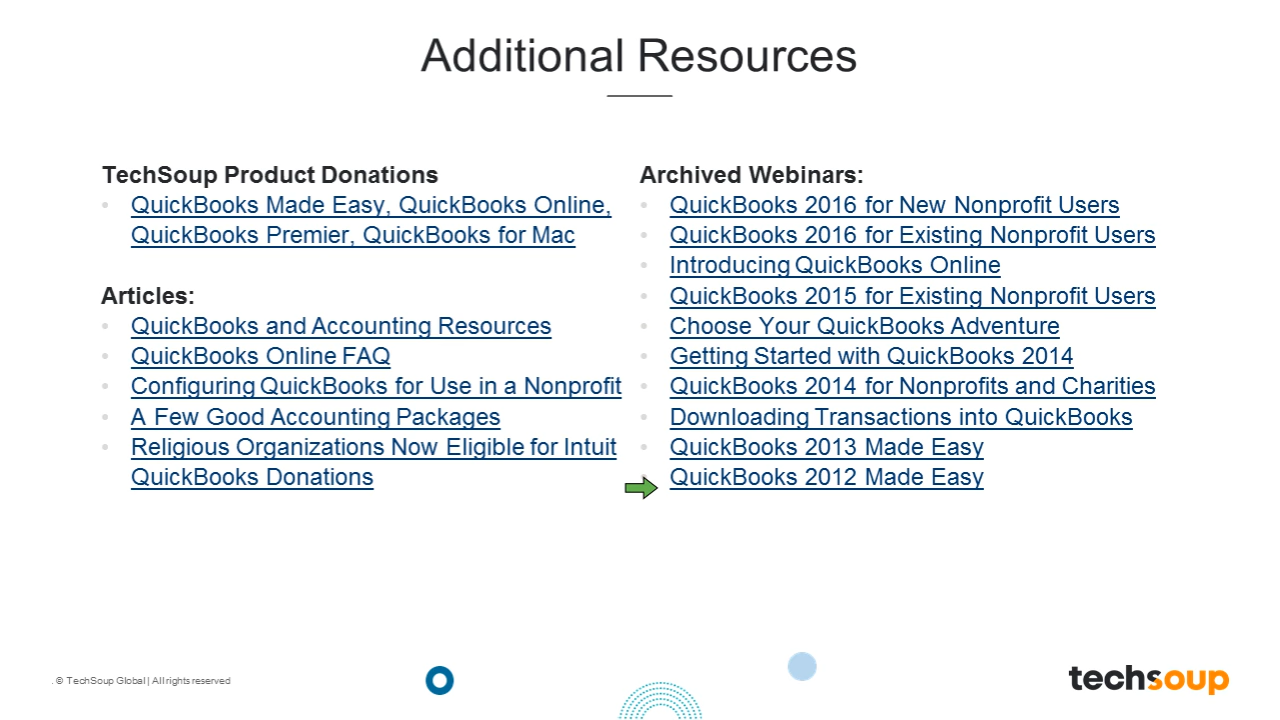 Additional Resources
TechSoup Product Donations
• QuickBooks Made Easy, QuickBooks Online,
QuickBooks Premier, QuickBooks for Mac
Articles:
• QuickBooks and Accounting Resources
• QuickBooks Online FAQ
• Configuring QuickBooks for Use in a Nonprofit
• A Few Good Accounting Packages
• Religious Organizations Now Eligible for Intuit
QuickBooks Donations
Archived Webinars:
• QuickBooks 2016 for New Nonprofit Users
• QuickBooks 2016 for Existing Nonprofit Users
• Introducing QuickBooks Online
• QuickBooks 2015 for Existing Nonprofit Users
• Choose Your QuickBooks Adventure
• Getting Started with QuickBooks 2014
• QuickBooks 2014 for Nonprofits and Charities
• Downloading Transactions into QuickBooks
• QuickBooks 2013 Made Easy
• QuickBooks 2012 Made Easy
. © TechSoup Global | All rights reserved
techsoup